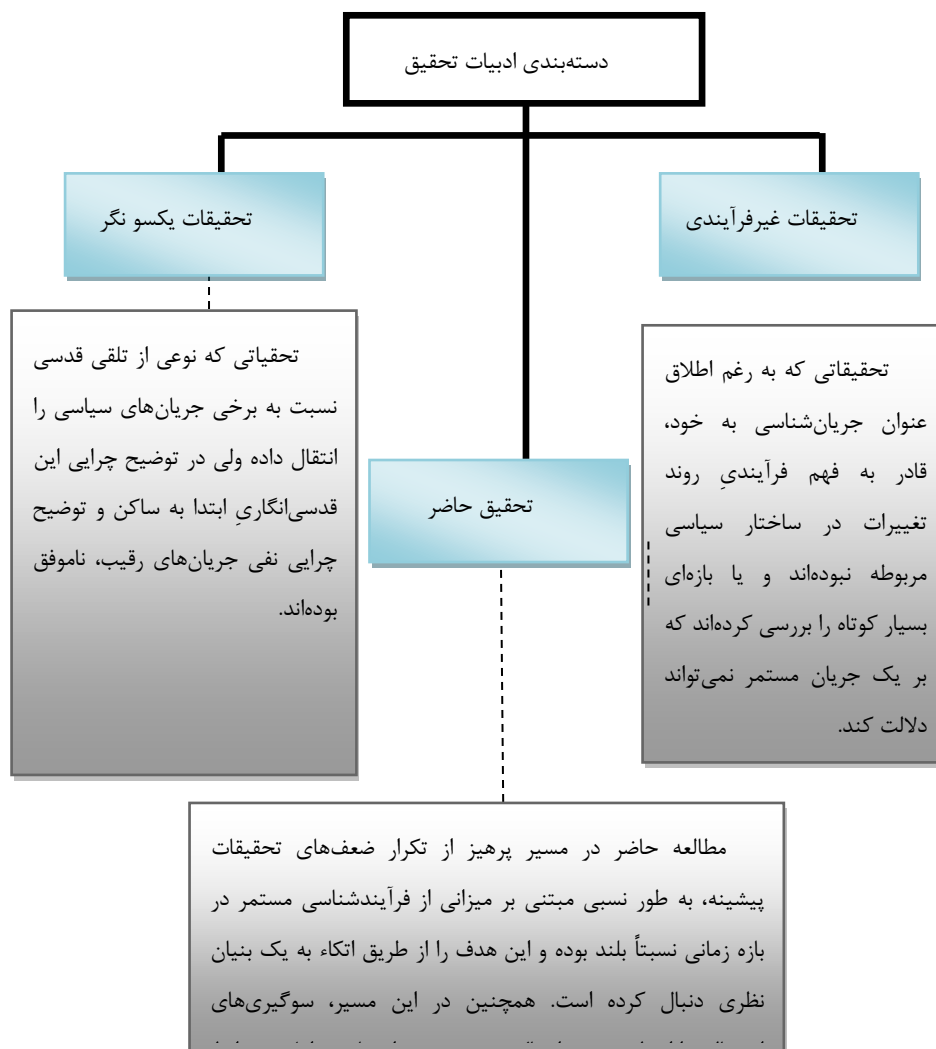 دسته‌بندی ادبیات تحقیق
تحقیقات غیرفرآیندی
تحقیقات یکسو نگر
تحقیقاتی که به رغم اطلاق
عنوان جریان‌شناسی به خود،
قادر به فهم فرآیندیِ روند
تغییرات در ساختار سیاسی
مربوطه نبوده‌اند و یا بازه‌ای
بسیار کوتاه را بررسی کرده‌اند که
بر یک جریان مستمر نمی‌تواند
دلالت کند.
تحقیاتی که نوعی از تلقی قدسی
نسبت به برخی جریان‌های سیاسی را
انتقال داده ولی در توضیح چرایی این
قدسی‌انگاریِ ابتدا به ساکن و توضیح
چرایی نفی جریان‌های رقیب، ناموفق
بوده‌اند.
تحقیق حاضر
مطالعه حاضر در مسیر پرهیز از تکرار ضعف‌های تحقیقات
پیشینه، به طور نسبی مبتنی بر میزانی از فرآیندشناسی مستمر در
بازه زمانی نسبتاً بلند بوده و این هدف را از طریق اتکاء به یک بنیان
نظری دنبال کرده است. همچنین در این مسیر، سوگیری‌های